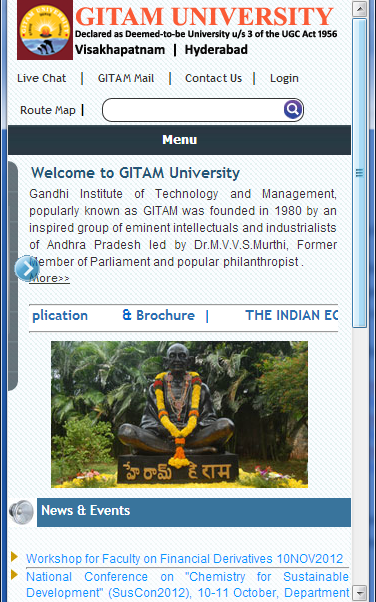 GITAM UNIVERSITY
Declared as Deemed-to-be University u/s 3 of the UGC Act 1956
Visakhapatnam | Hyderabad
Live Chat | GITAM Mail | Contact Us | Login
Route Map |
Menu
Welcome to GITAM University
Gandhi Institute of Technology and Management,
popularly known as GITAM was founded in 1980 by an
inspired group of eminent intellectuals and industrialists
of Andhra Pradesh led by Dr.M.V.V.S.Murthi, Former
Member of Parliament and popular philanthropist .
More>>
plication & Brochure | THE INDIAN EC
హేరామ్ हे राम
News & Events
Workshop for Faculty on Financial Derivatives 10NOV2012
National Conference on "Chemistry for Sustainable
Development" (SusCon2012), 10-11 October, Department